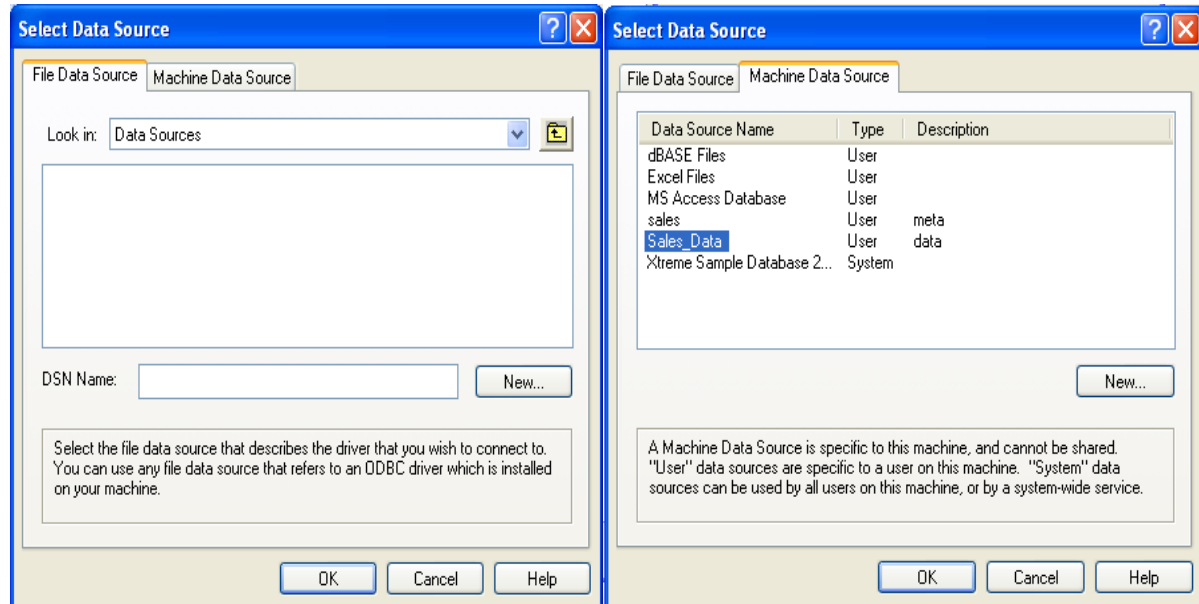 Select Data Source
File Data Source Machine Data Source
Look in: Data Sources
DSN Name:
New...
Select the file data source that describes the driver that you wish to connect to.
You can use any file data source that refers to an ODBC driver which is installed
on your machine.
OK Cancel Help
Select Data Source
File Data Source Machine Data Source
Data Source Name Type Description
dBASE Files User
Excel Files User
MS Access Database User
sales User meta
Sales_Data User data
Xtreme Sample Database 2... System
New...
A Machine Data Source is specific to this machine, and cannot be shared.
"User" data sources are specific to a user on this machine. "System" data
sources can be used by all users on this machine, or by a system-wide service.
OK Cancel Help